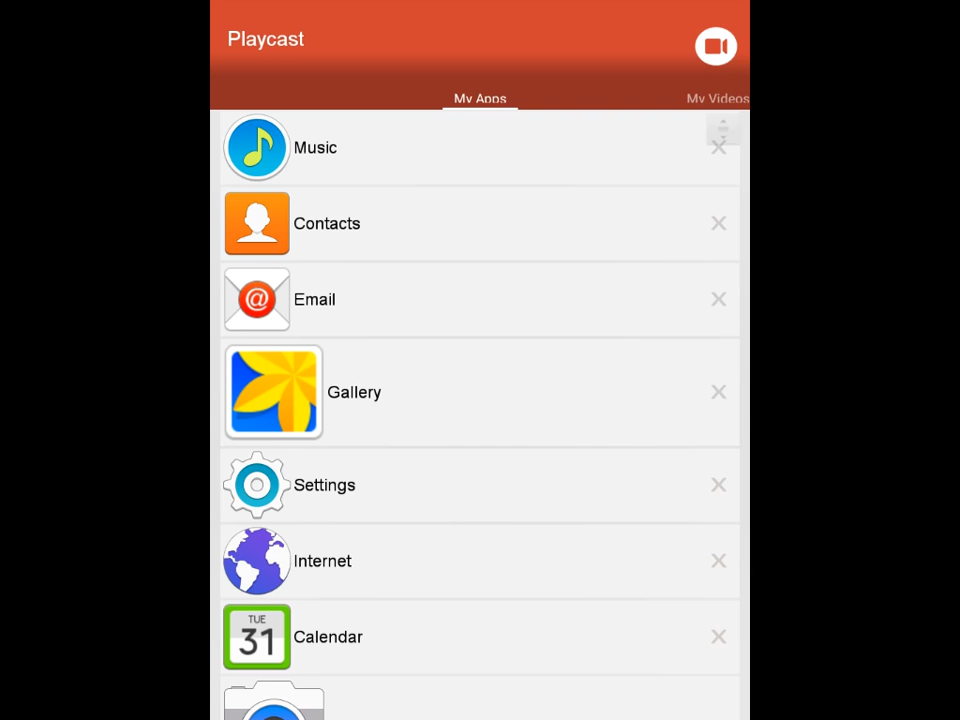 Playcast
My Apps
My Videos
Music
Contacts
Email
@
Gallery
Settings
Internet
TUE
31
Calendar